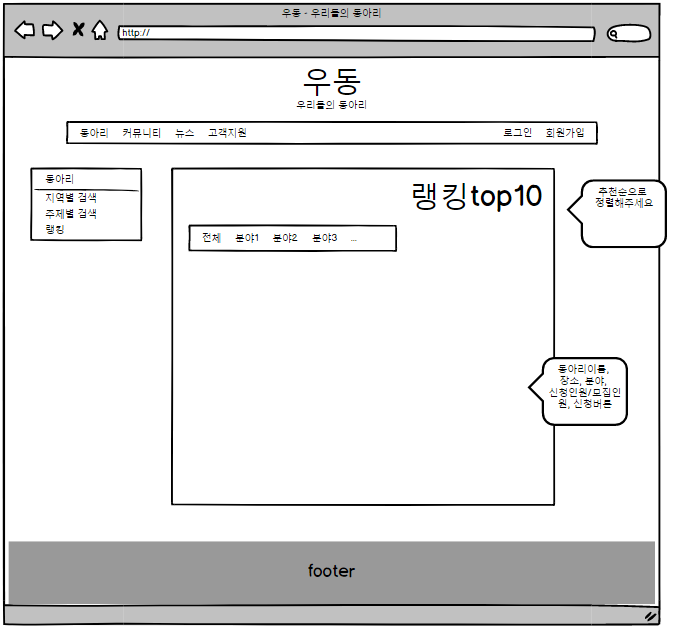 우동 - 우리들의 동아리
http://
우동
우리들의 동아리
동아리 커뮤니티 뉴스 고객지원 로그인 회원가입
동아리
지역별 검색
주제별 검색
랭킹
랭킹top10
전체 분야1 분야2 분야3 ...
추천순으로
정렬해주세요
동아리이름,
장소, 분야,
신청인원/모집인
원, 신청버튼
footer